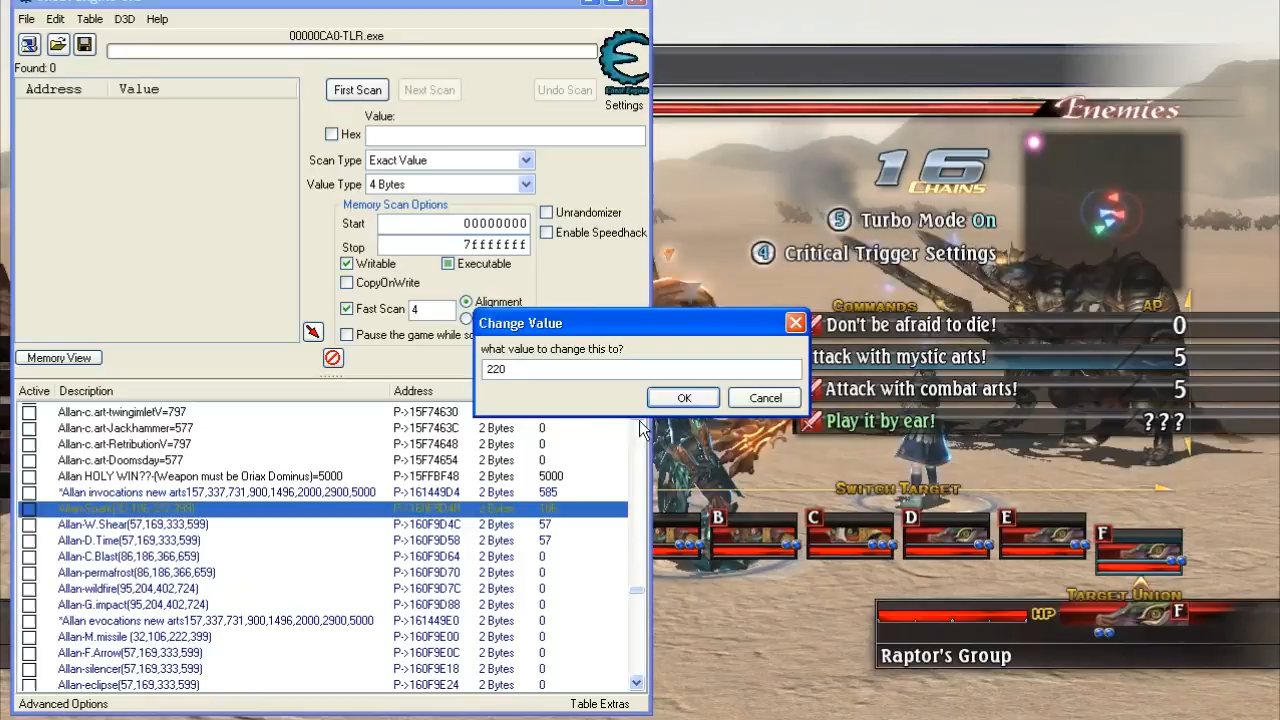 File Edit Table D3D Help
00000CA0-TLR.exe
Found: 0
Address Value
First Scan Next Scan Undo Scan
Cheat Engine
Settings
Value:
Hex
Scan Type Exact Value
Value Type 4 Bytes
Memory Scan Options
Start 00000000
Stop 7fffffff
Unrandomizer
Enable Speedhack
Writable Executable
CopyOnWrite
Fast Scan 4 Alignment
Pause the game while sc
Memory View
Change Value
what value to change this to?
220
OK Cancel
Active Description Address
Allan-c.art-twingimletV=797 P->15F74630
Allan-c.art-Jackhammer=577 P->15F7463C 2 Bytes 0
Allan-c.art-RetributionV=797 P->15F74648 2 Bytes 0
Allan-c.art-Doomsday=577 P->15F74654 2 Bytes 0
Allan HOLY WIN??-(Weapon must be Oriax Dominus)=5000 P->15FFBF48 2 Bytes 5000
*Allan invocations new arts157,337,731,900,1496,2000,2900,5000 P->161449D4 2 Bytes 585
Allan-Spark(32,106,222,399) P->160F9D40 2 Bytes 106
Allan-W.Shear(57,169,333,599) P->160F9D4C 2 Bytes 57
Allan-D.Time(57,169,333,599) P->160F9D58 2 Bytes 57
Allan-C.Blast(86,186,366,659) P->160F9D64 2 Bytes 0
Allan-permafrost(86,186,366,659) P->160F9D70 2 Bytes 0
Allan-wildfire(95,204,402,724) P->160F9D7C 2 Bytes 0
Allan-G.impact(95,204,402,724) P->160F9D88 2 Bytes 0
*Allan evocations new arts157,337,731,900,1496,2000,2900,5000 P->161449E0 2 Bytes 0
Allan-M.missile (32,106,222,399) P->160F9E00 2 Bytes 0
Allan-F.Arrow(57,169,333,599) P->160F9E0C 2 Bytes 0
Allan-silencer(57,169,333,599) P->160F9E18 2 Bytes 0
Allan-eclipse(57,169,333,599) P->160F9E24 2 Bytes 0
Advanced Options Table Extras
Enemies
16
CHAINS
5 Turbo Mode On
4 Critical Trigger Settings
COMMANDS AP
Don't be afraid to die! 0
ttack with mystic arts! 5
Attack with combat arts! 5
Play it by ear! ???
SWITCH TARGET
B C D E F
TARGET UNION
HP F
Raptor's Group